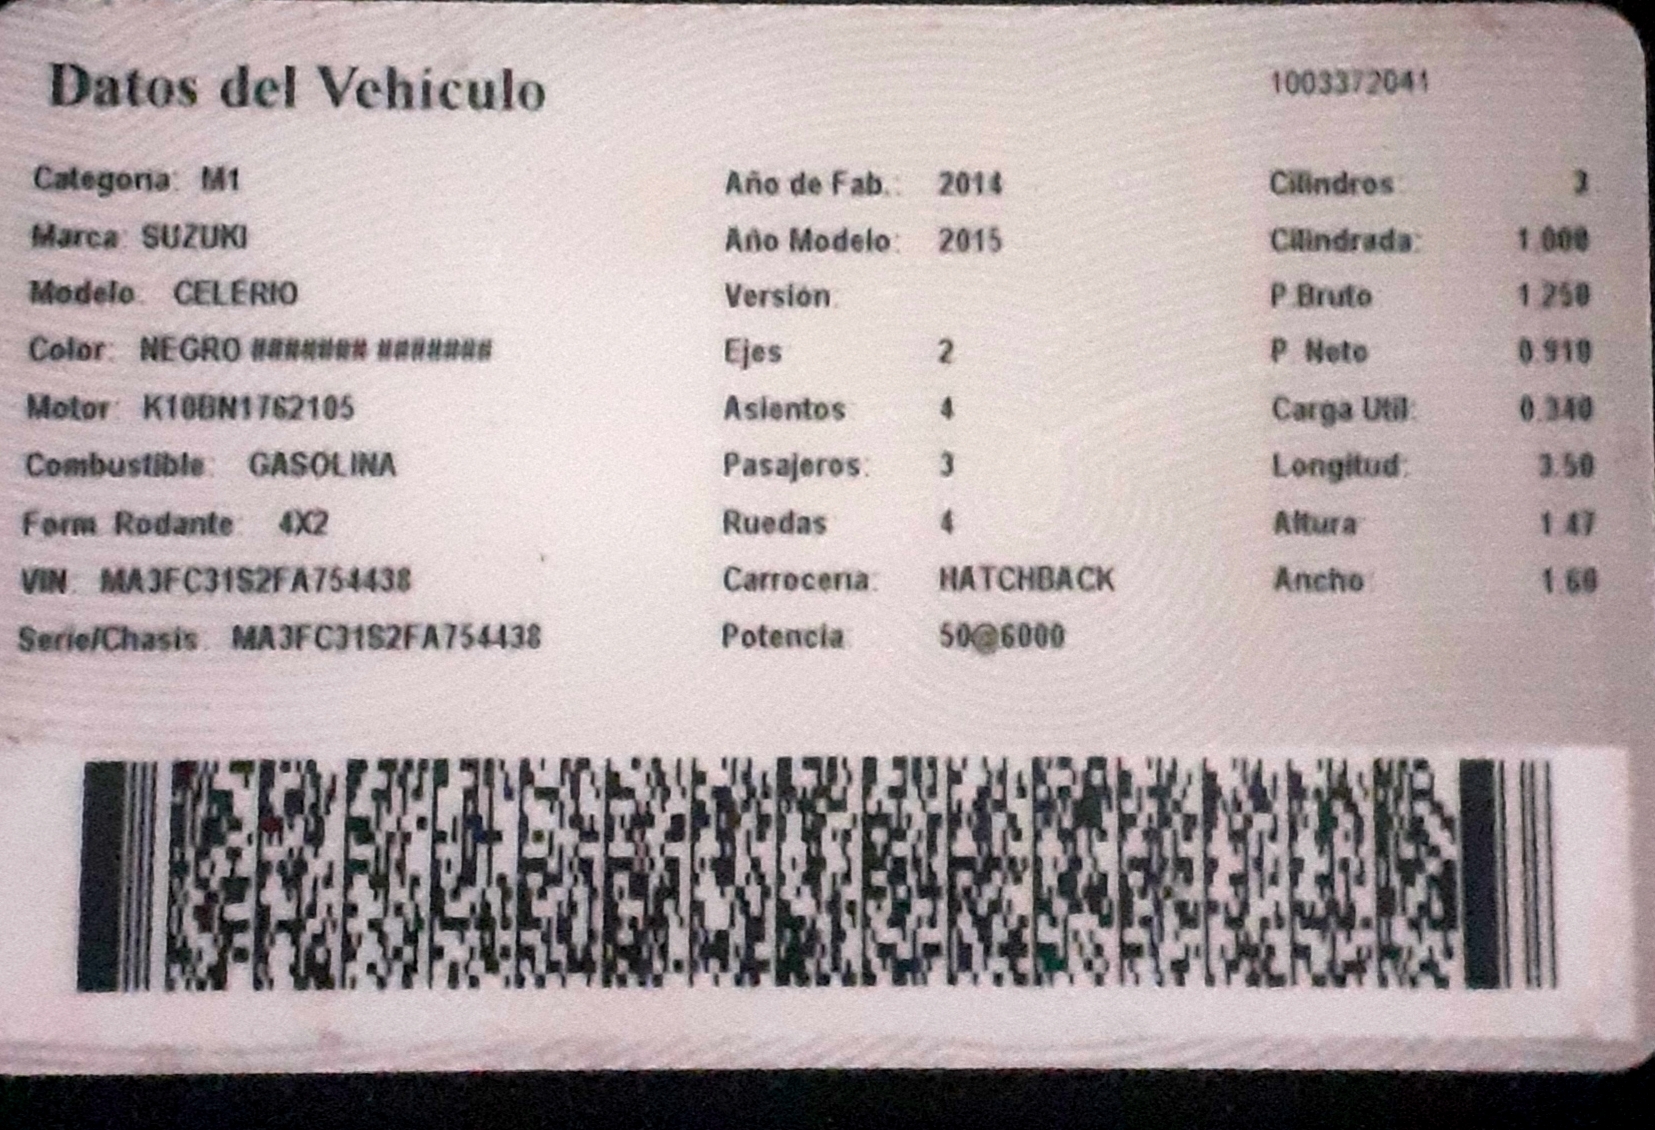 Datos del Vehículo
1003372041
Categoría: M1
Marca: SUZUKI
Modelo: CELERIO
Color: NEGRO ####### #######
Motor: K10BN1762105
Combustible: GASOLINA
Form. Rodante: 4X2
VIN: MA3FC31S2FA754438
Serie/Chasis: MA3FC31S2FA754438
Año de Fab.: 2014
Año Modelo: 2015
Versión:
Ejes 2
Asientos 4
Pasajeros: 3
Ruedas 4
Carrocería: HATCHBACK
Potencia 50@6000
Cilindros 3
Cilindrada: 1.000
P.Bruto 1.250
P. Neto 0.910
Carga Util: 0.340
Longitud: 3.50
Altura 1.47
Ancho 1.60